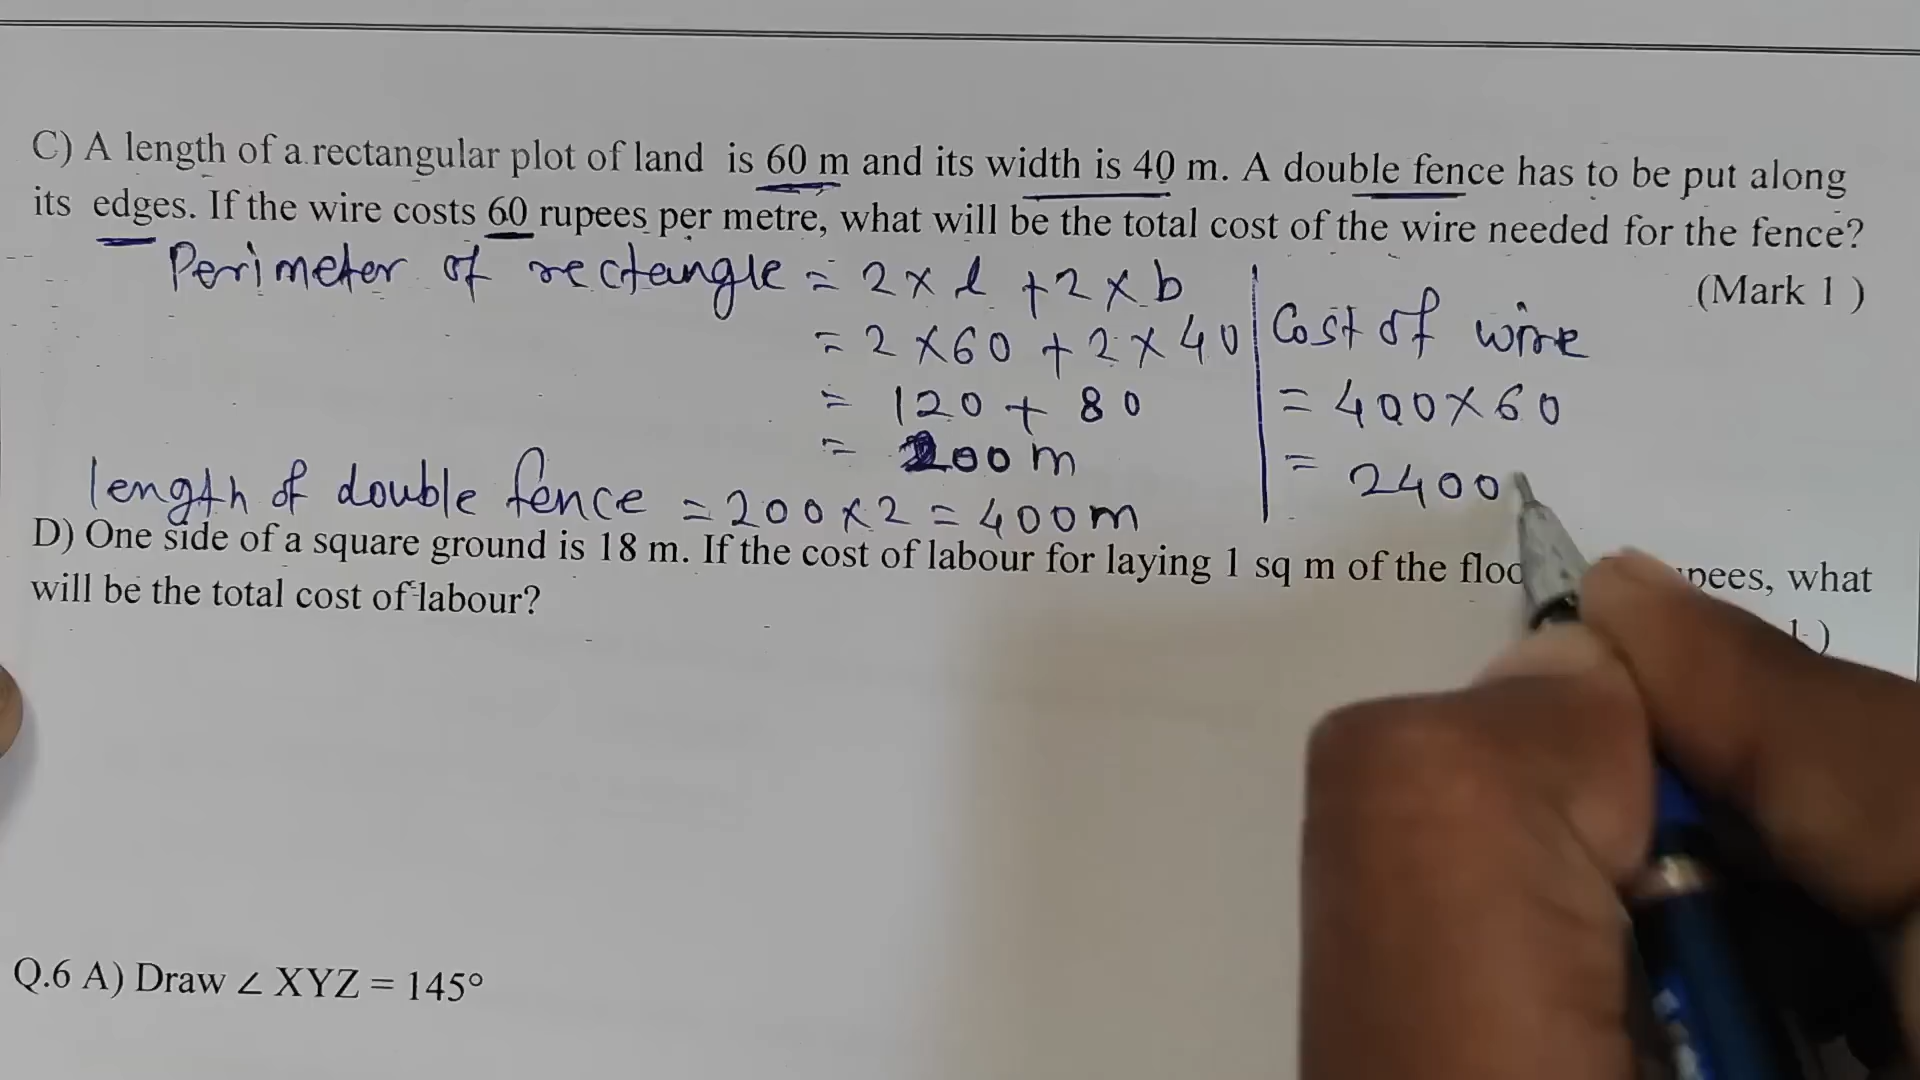 C) A length of a rectangular plot of land is 60 m and its width is 40 m. A double fence has to be put along
its edges. If the wire costs 60 rupees per metre, what will be the total cost of the wire needed for the fence?
(Mark 1 )
Perimeter of rectangle = 2 × l + 2 × b
= 2 × 60 + 2 × 40
= 120 + 80
= 200 m
length of double fence = 200 × 2 = 400 m
Cost of wire
= 400 × 60
= 2400
D) One side of a square ground is 18 m. If the cost of labour for laying 1 sq m of the what
will be the total cost of labour?
Q.6 A) Draw ∠ XYZ = 145°